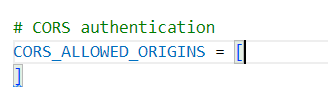 # CORS authentication
CORS_ALLOWED_ORIGINS = [
]